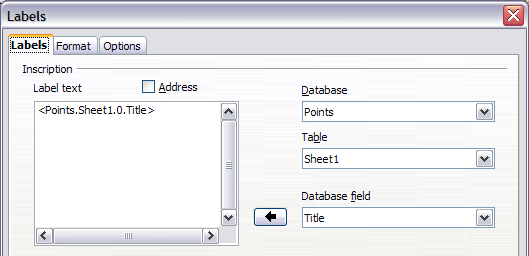 Labels
Labels Format Options
Inscription
Label text Address
<Points.Sheet1.0.Title>
Database
Points
Table
Sheet1
Database field
Title